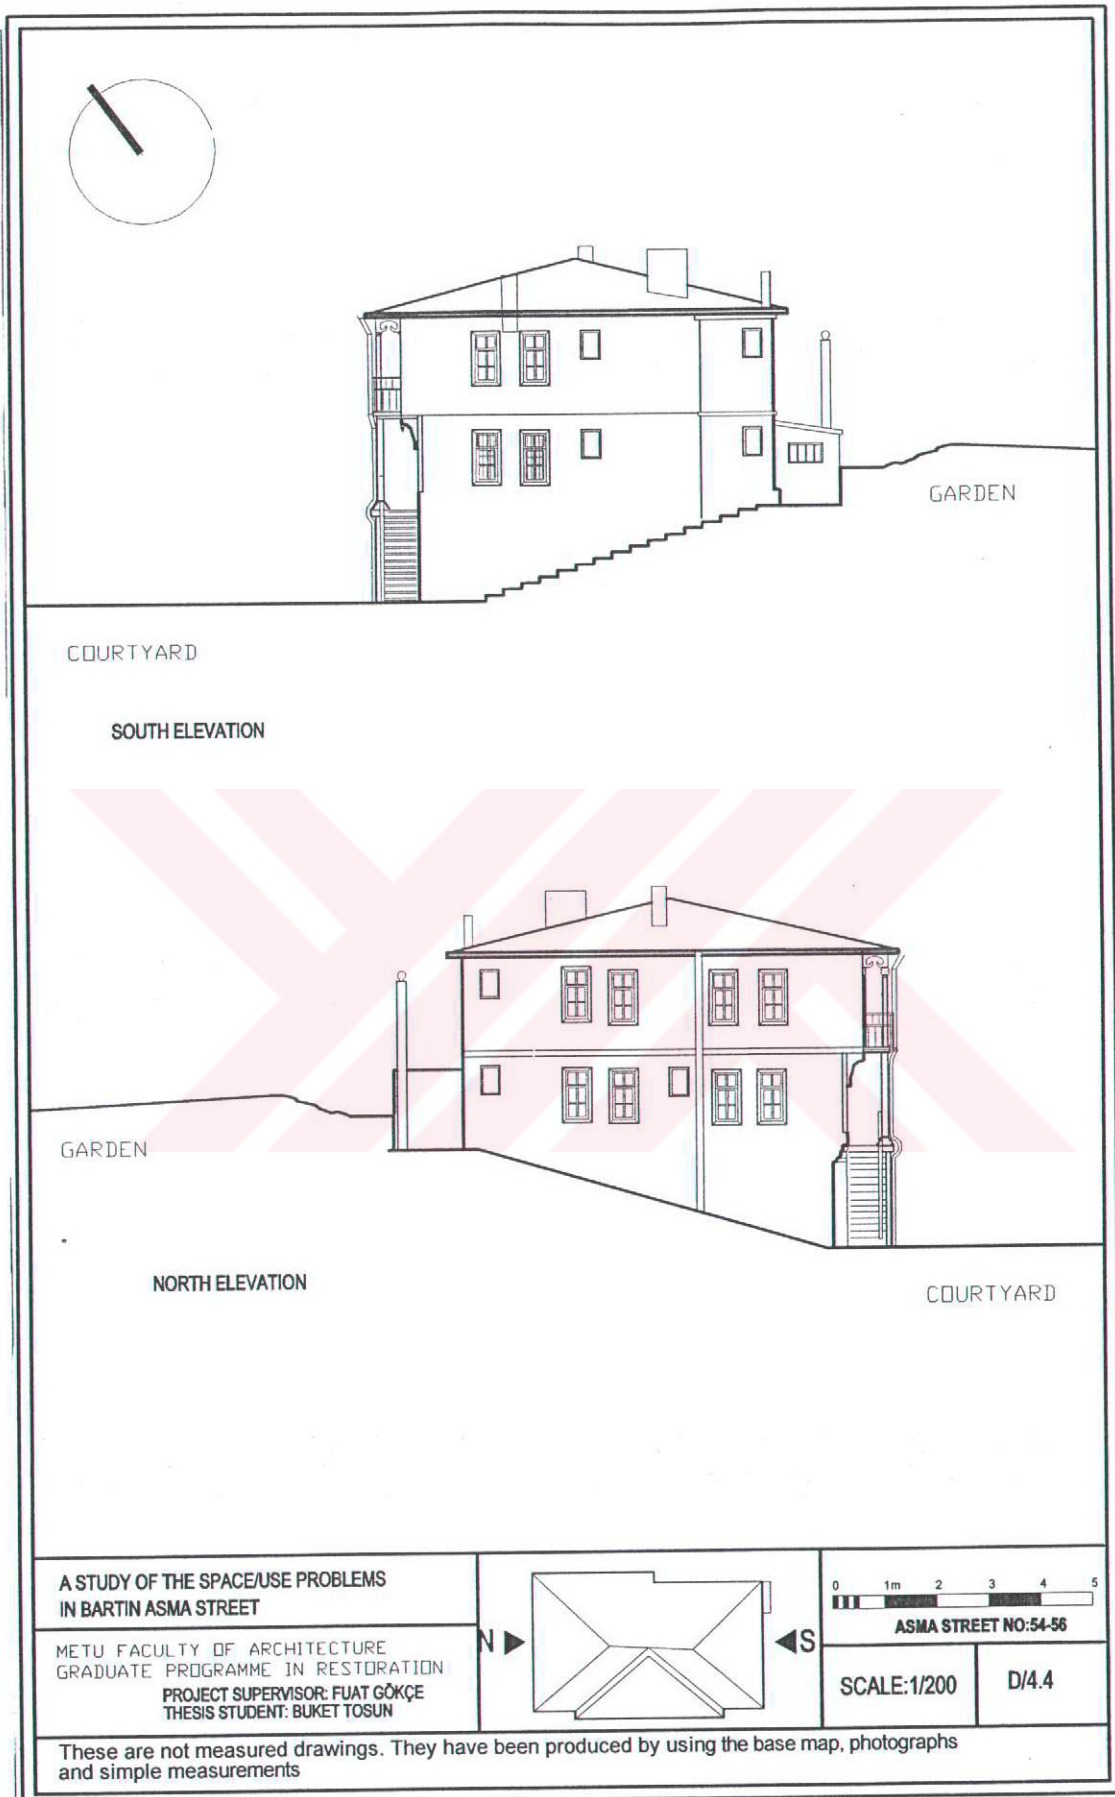 GARDEN
COURTYARD
SOUTH ELEVATION
GARDEN
NORTH ELEVATION
COURTYARD
A STUDY OF THE SPACE/USE PROBLEMS
IN BARTIN ASMA STREET
METU FACULTY OF ARCHITECTURE
GRADUATE PROGRAMME IN RESTORATION
PROJECT SUPERVISOR: FUAT GÖKÇE
THESIS STUDENT: BUKET TOSUN
N
S
0 1m 2 3 4 5
ASMA STREET NO:54-56
SCALE:1/200
D/4.4
These are not measured drawings. They have been produced by using the base map, photographs
and simple measurements